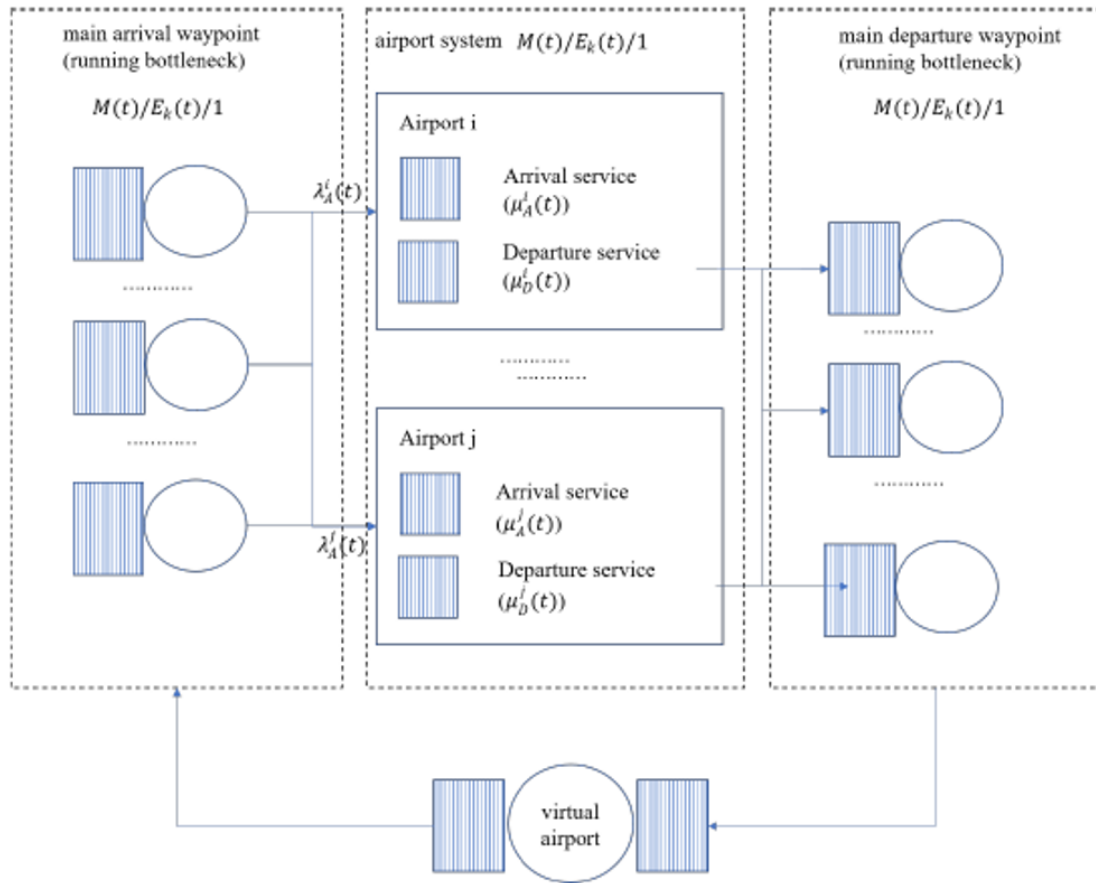 main arrival waypoint
(running bottleneck)
M(t)/E_k(t)/1
λ_A^i(t)
............
............
λ_A^j(t)
airport system M(t)/E_k(t)/1
Airport i
Arrival service
(μ_A^i(t))
Departure service
(μ_D^i(t))
............
............
Airport j
Arrival service
(μ_A^j(t))
Departure service
(μ_D^j(t))
main departure waypoint
(running bottleneck)
M(t)/E_k(t)/1
............
............
virtual
airport